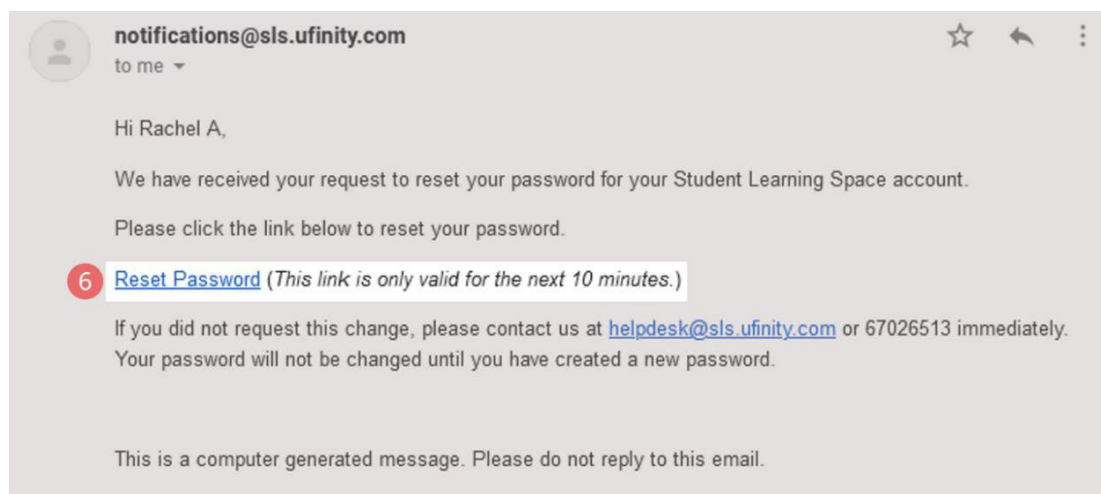 notifications@sls.ufinity.com
to me
Hi Rachel A,
We have received your request to reset your password for your Student Learning Space account.
Please click the link below to reset your password.
6 Reset Password (This link is only valid for the next 10 minutes.)
If you did not request this change, please contact us at helpdesk@sls.ufinity.com or 67026513 immediately.
Your password will not be changed until you have created a new password.
This is a computer generated message. Please do not reply to this email.